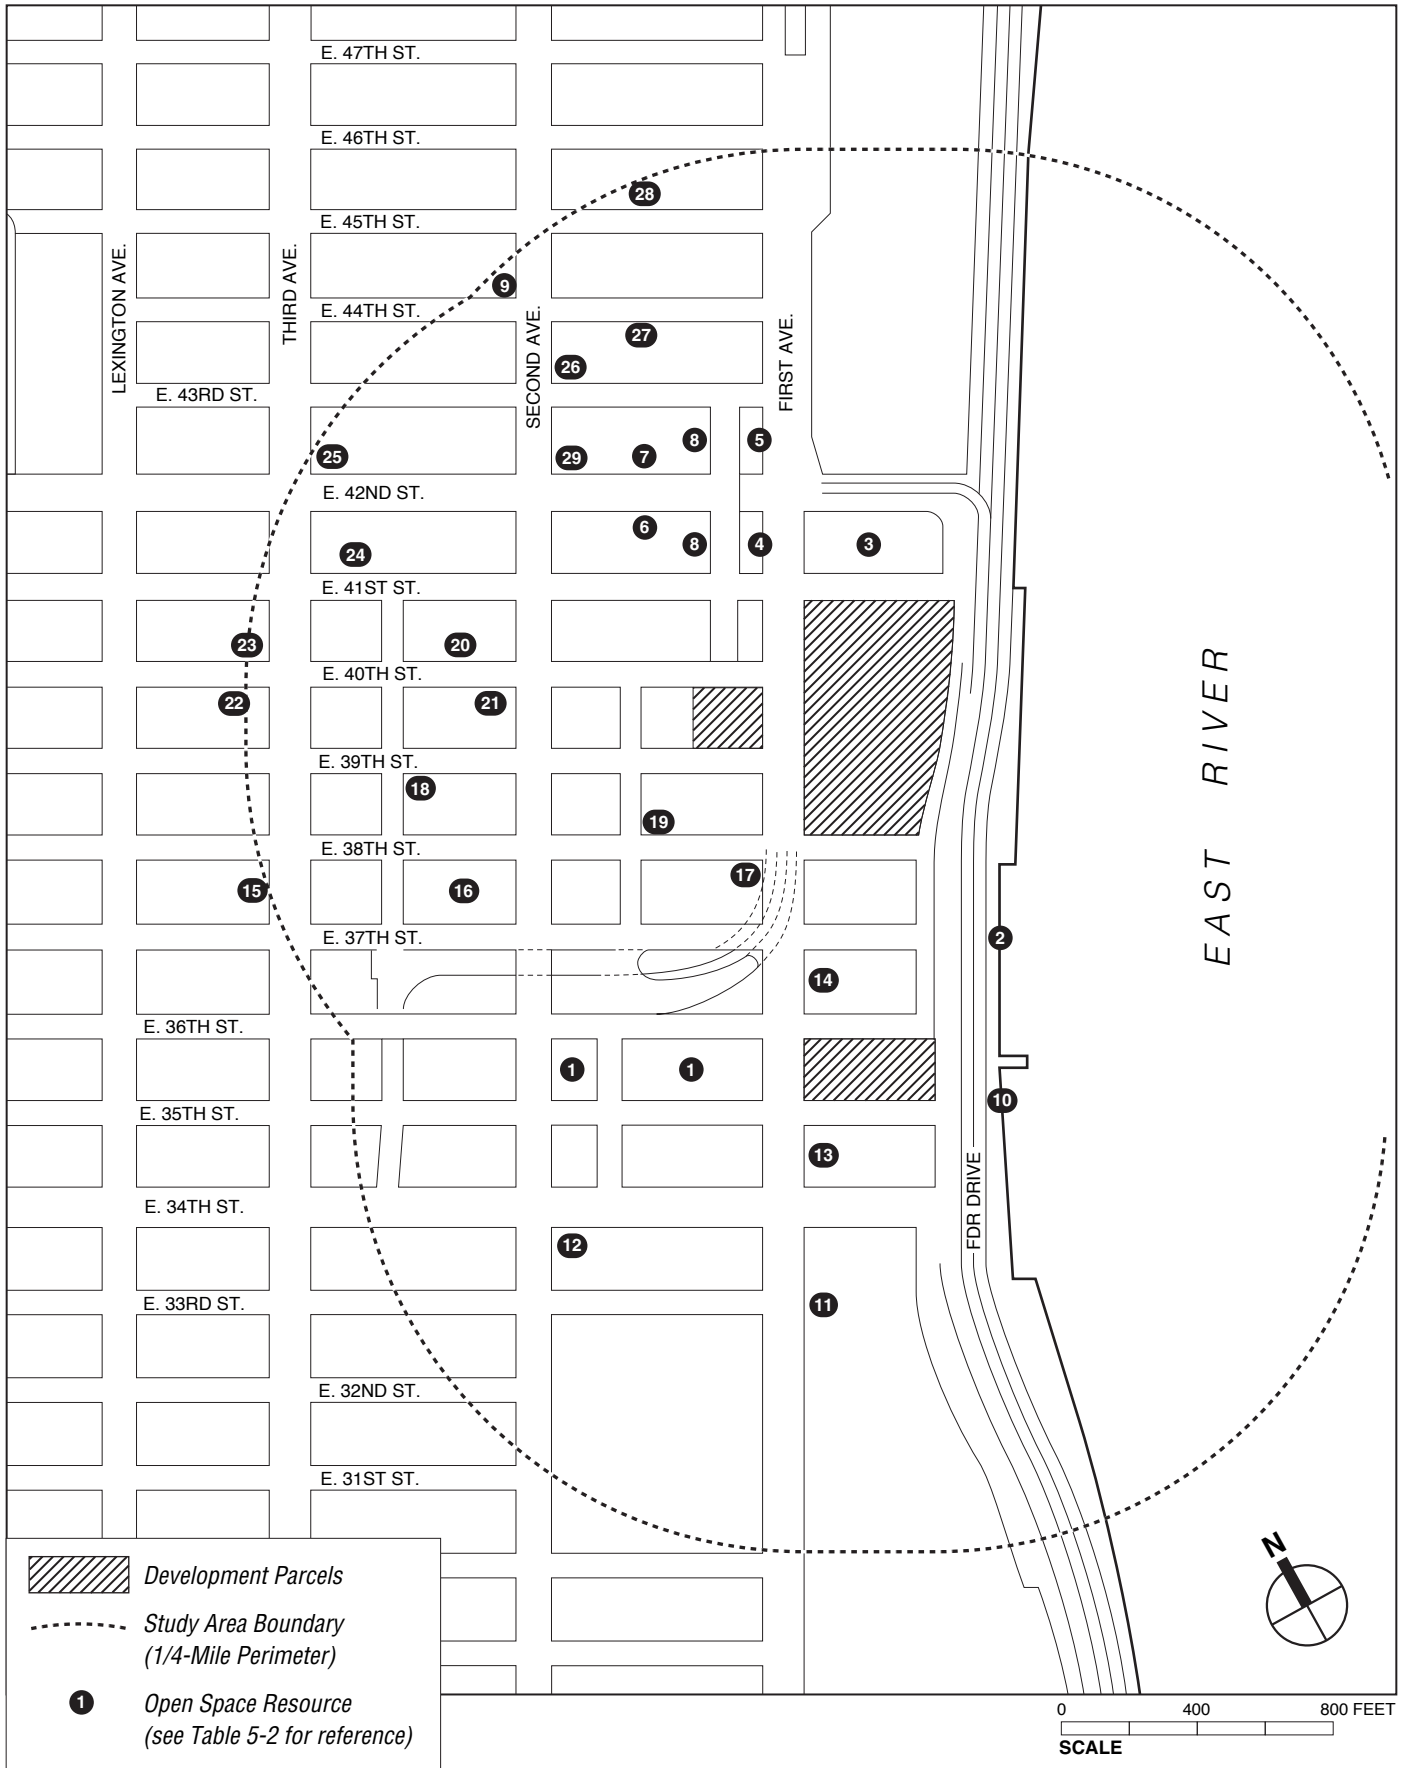 E. 47TH ST.
E. 46TH ST.
28
E. 45TH ST.
LEXINGTON AVE.
THIRD AVE.
9
E. 44TH ST.
SECOND AVE.
FIRST AVE.
27
26
E. 43RD ST.
8
5
25
29
7
E. 42ND ST.
6
24
8
4
3
E. 41ST ST.
23
20
E. 40TH ST.
22
21
EAST RIVER
E. 39TH ST.
18
19
E. 38TH ST.
15
16
17
E. 37TH ST.
2
14
E. 36TH ST.
1
1
10
E. 35TH ST.
13
FDR DRIVE
E. 34TH ST.
12
E. 33RD ST.
11
E. 32ND ST.
E. 31ST ST.
Development Parcels
Study Area Boundary
(1/4-Mile Perimeter)
1
Open Space Resource
(see Table 5-2 for reference)
N
0 400 800 FEET
SCALE